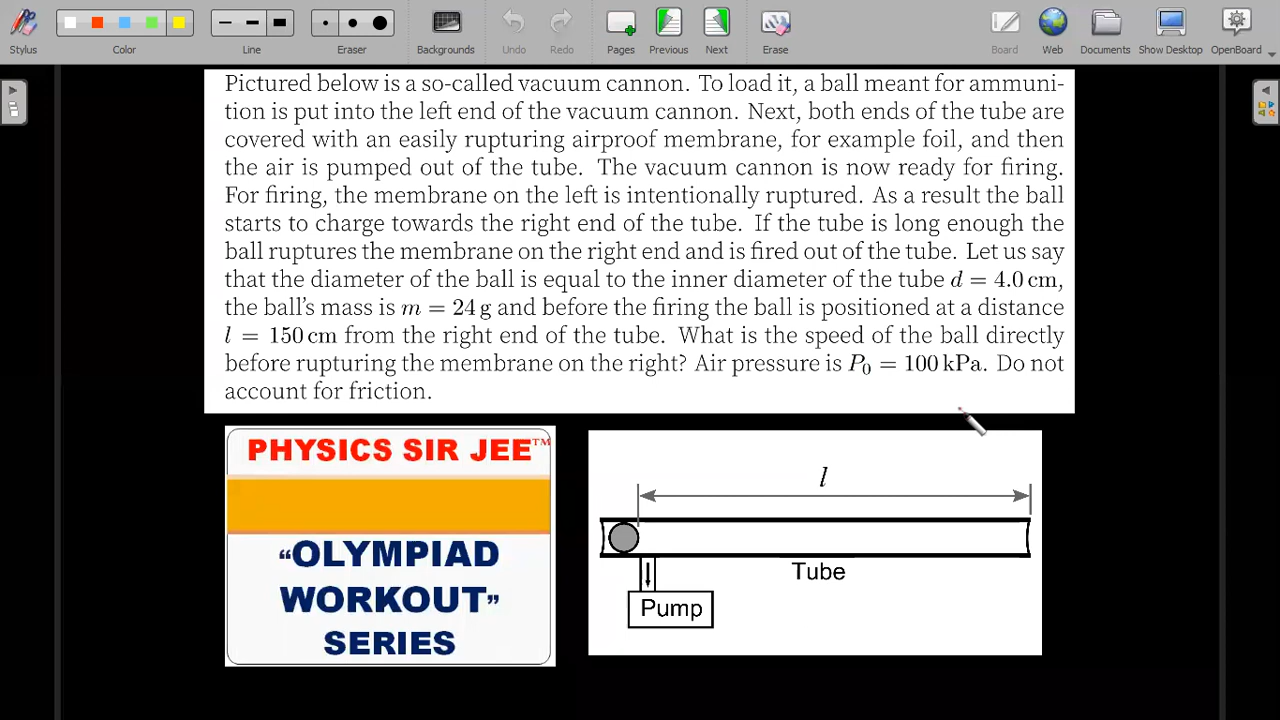 Stylus
Color
Line
Eraser
Backgrounds
Undo
Redo
Pages
Previous
Next
Erase
Board
Web
Documents
Show Desktop
OpenBoard
Pictured below is a so-called vacuum cannon. To load it, a ball meant for ammuni-
tion is put into the left end of the vacuum cannon. Next, both ends of the tube are
covered with an easily rupturing airproof membrane, for example foil, and then
the air is pumped out of the tube. The vacuum cannon is now ready for firing.
For firing, the membrane on the left is intentionally ruptured. As a result the ball
starts to charge towards the right end of the tube. If the tube is long enough the
ball ruptures the membrane on the right end and is fired out of the tube. Let us say
that the diameter of the ball is equal to the inner diameter of the tube d = 4.0 cm,
the ball's mass is m = 24 g and before the firing the ball is positioned at a distance
l = 150 cm from the right end of the tube. What is the speed of the ball directly
before rupturing the membrane on the right? Air pressure is P₀ = 100 kPa. Do not
account for friction.
PHYSICS SIR JEE™
“OLYMPIAD
WORKOUT”
SERIES
l
Tube
Pump